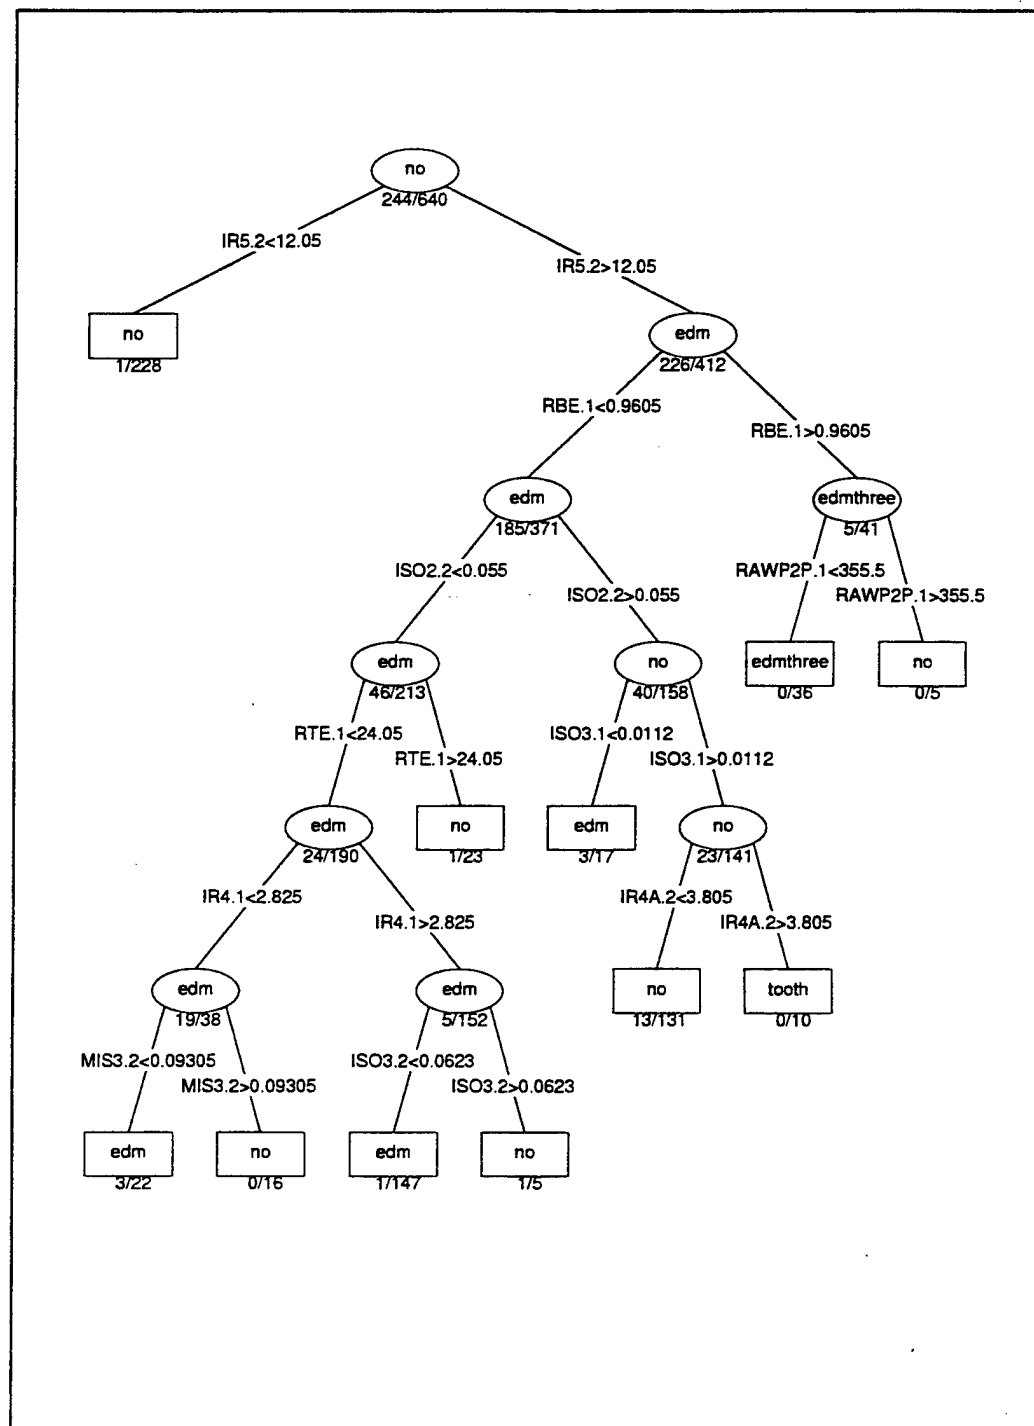 no
244/640
IR5.2<12.05
IR5.2>12.05
no
1/228
edm
226/412
RBE.1<0.9605
RBE.1>0.9605
edm
185/371
edmthree
5/41
ISO2.2<0.055
ISO2.2>0.055
RAWP2P.1<355.5
RAWP2P.1>355.5
edm
46/213
no
40/158
edmthree
0/36
no
0/5
RTE.1<24.05
RTE.1>24.05
ISO3.1<0.0112
ISO3.1>0.0112
edm
24/190
no
1/23
edm
3/17
no
23/141
IR4.1<2.825
IR4.1>2.825
IR4A.2<3.805
IR4A.2>3.805
edm
19/38
edm
5/152
no
13/131
tooth
0/10
MIS3.2<0.09305
MIS3.2>0.09305
ISO3.2<0.0623
ISO3.2>0.0623
edm
3/22
no
0/16
edm
1/147
no
1/5